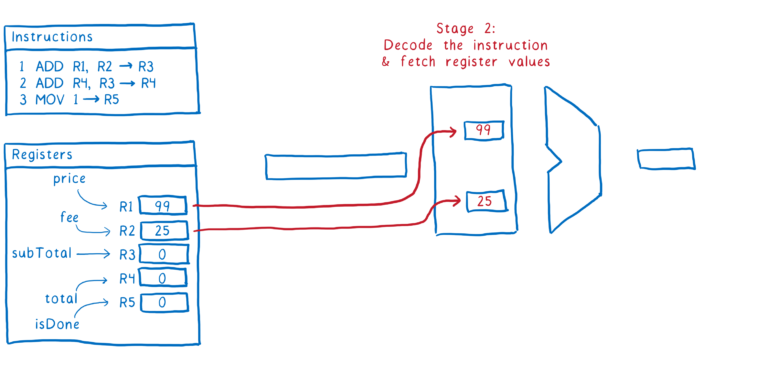 Instructions
1 ADD R1, R2 → R3
2 ADD R4, R3 → R4
3 MOV 1 → R5
Registers
price
R1 99
fee
R2 25
subTotal → R3 0
R4 0
total
R5 0
isDone
Stage 2:
Decode the instruction
& fetch register values
99
25